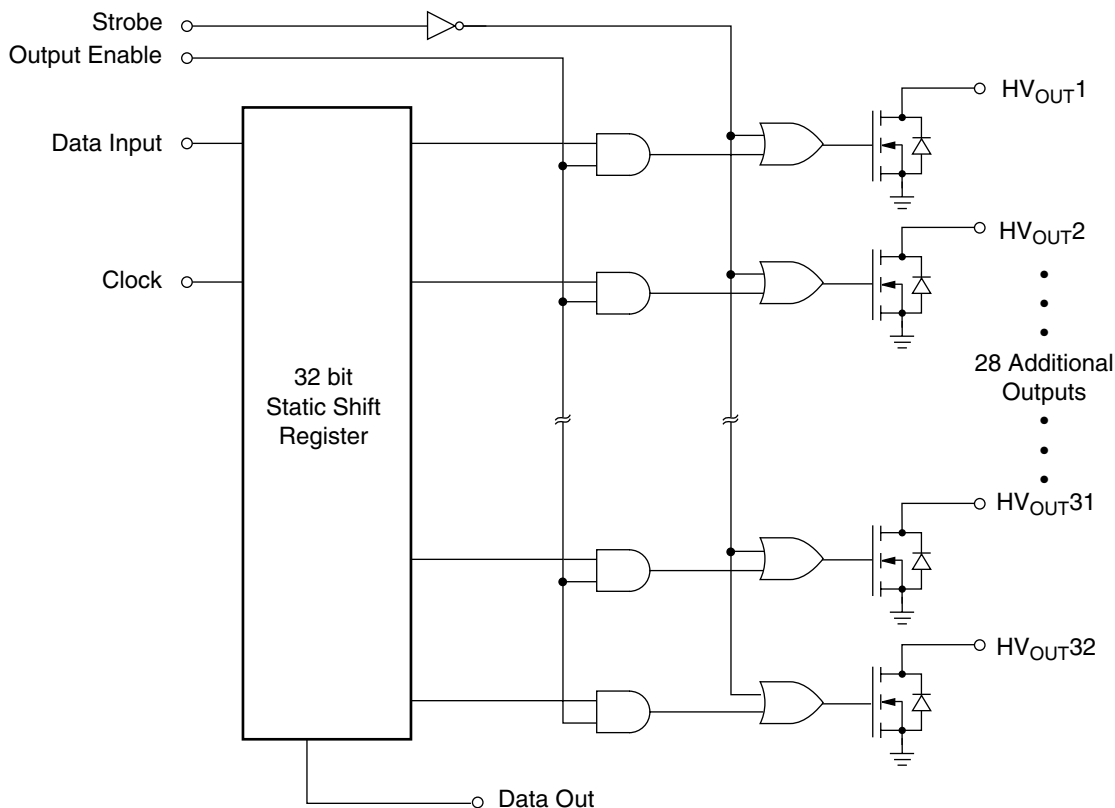 Strobe
Output Enable
HVOUT1
Data Input
HVOUT2
Clock
32 bit
Static Shift
Register
28 Additional
Outputs
HVOUT31
HVOUT32
Data Out